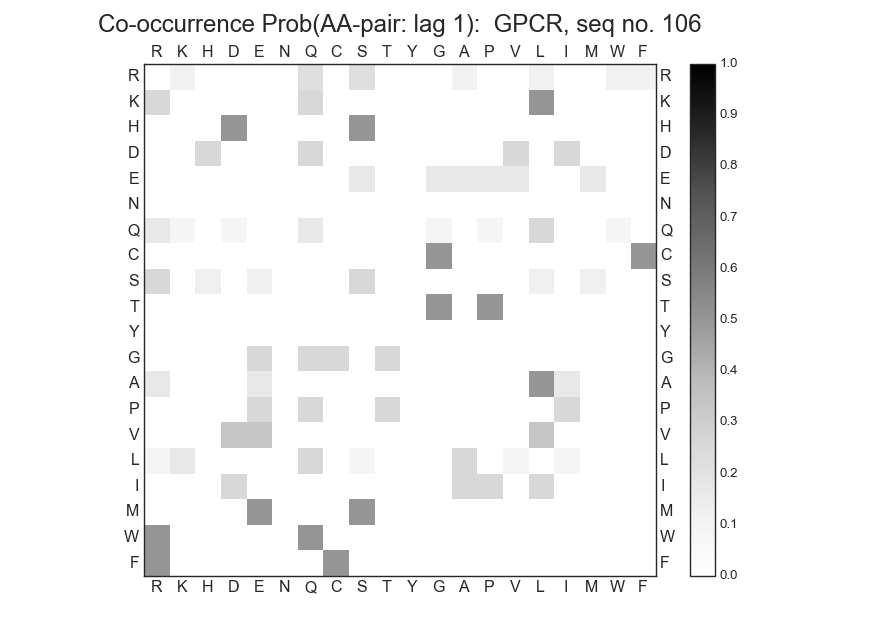 Co-occurrence Prob(AA-pair: lag 1):  GPCR, seq no. 106
R K H D E N Q C S T Y G A P V L I M W F
R R 1.0
K K 0.9
H H
D D 0.8
E E
N N 0.7
Q Q
C C 0.6
S S
T T 0.5
Y Y
G G 0.4
A A
P P 0.3
V V
L L 0.2
I I
M M 0.1
W W
F F 0.0
R K H D E N Q C S T Y G A P V L I M W F